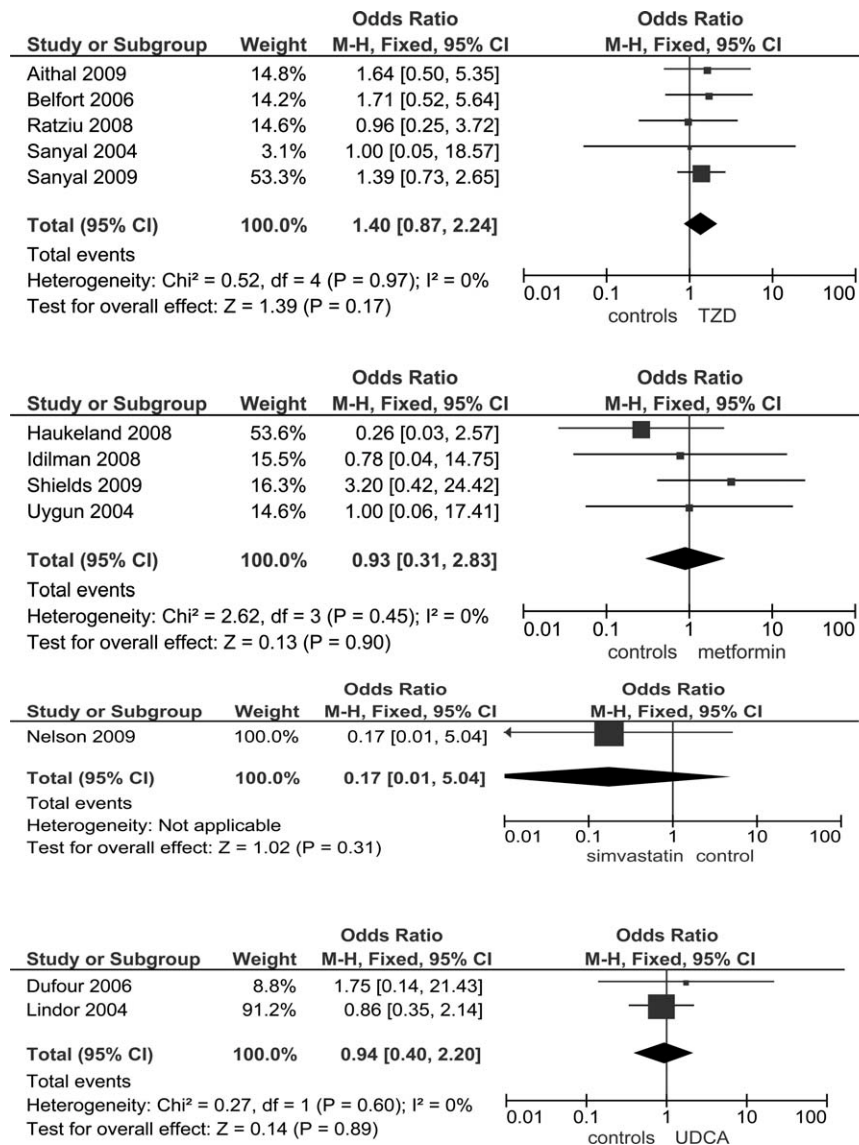 Odds Ratio Odds Ratio
Study or Subgroup Weight M-H, Fixed, 95% CI M-H, Fixed, 95% CI
Aithal 2009 14.8% 1.64 [0.50, 5.35]
Belfort 2006 14.2% 1.71 [0.52, 5.64]
Ratziu 2008 14.6% 0.96 [0.25, 3.72]
Sanyal 2004 3.1% 1.00 [0.05, 18.57]
Sanyal 2009 53.3% 1.39 [0.73, 2.65]
Total (95% CI) 100.0% 1.40 [0.87, 2.24]
Total events
Heterogeneity: Chi² = 0.52, df = 4 (P = 0.97); I² = 0%
Test for overall effect: Z = 1.39 (P = 0.17)
0.01 0.1 1 10 100
controls TZD
Odds Ratio Odds Ratio
Study or Subgroup Weight M-H, Fixed, 95% CI M-H, Fixed, 95% CI
Haukeland 2008 53.6% 0.26 [0.03, 2.57]
Idilman 2008 15.5% 0.78 [0.04, 14.75]
Shields 2009 16.3% 3.20 [0.42, 24.42]
Uygun 2004 14.6% 1.00 [0.06, 17.41]
Total (95% CI) 100.0% 0.93 [0.31, 2.83]
Total events
Heterogeneity: Chi² = 2.62, df = 3 (P = 0.45); I² = 0%
Test for overall effect: Z = 0.13 (P = 0.90)
0.01 0.1 1 10 100
controls metformin
Odds Ratio Odds Ratio
Study or Subgroup Weight M-H, Fixed, 95% CI M-H, Fixed, 95% CI
Nelson 2009 100.0% 0.17 [0.01, 5.04]
Total (95% CI) 100.0% 0.17 [0.01, 5.04]
Total events
Heterogeneity: Not applicable
Test for overall effect: Z = 1.02 (P = 0.31)
0.01 0.1 1 10 100
simvastatin control
Odds Ratio Odds Ratio
Study or Subgroup Weight M-H, Fixed, 95% CI M-H, Fixed, 95% CI
Dufour 2006 8.8% 1.75 [0.14, 21.43]
Lindor 2004 91.2% 0.86 [0.35, 2.14]
Total (95% CI) 100.0% 0.94 [0.40, 2.20]
Total events
Heterogeneity: Chi² = 0.27, df = 1 (P = 0.60); I² = 0%
Test for overall effect: Z = 0.14 (P = 0.89)
0.01 0.1 1 10 100
controls UDCA